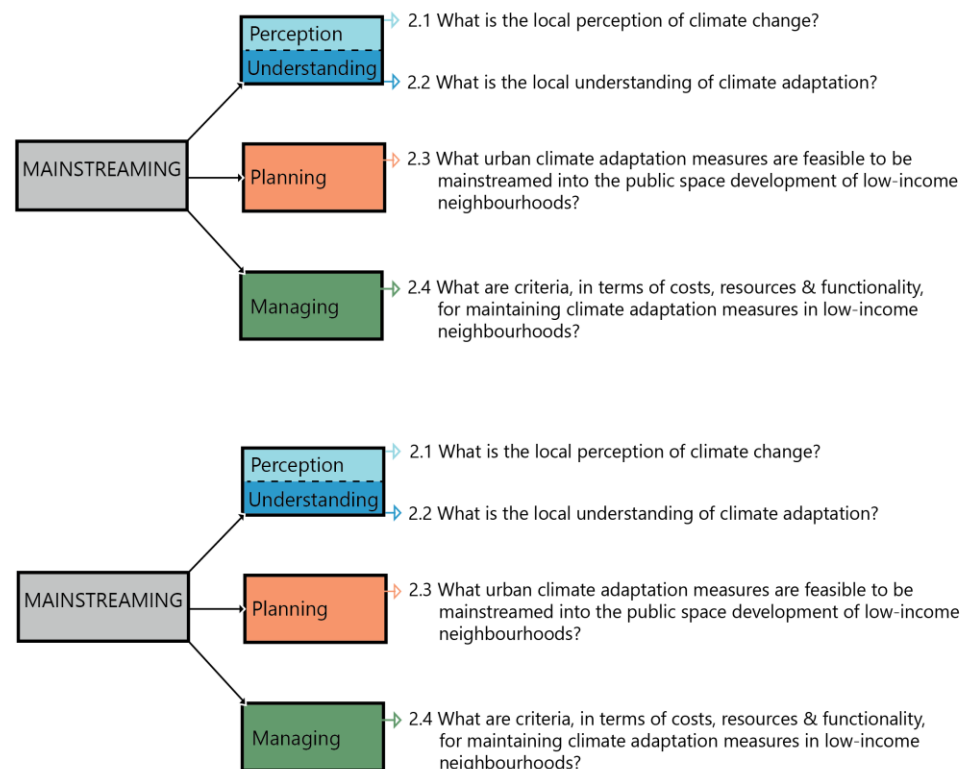 Perception
2.1 What is the local perception of climate change?
Understanding
2.2 What is the local understanding of climate adaptation?
MAINSTREAMING
Planning
2.3 What urban climate adaptation measures are feasible to be
mainstreamed into the public space development of low-income
neighbourhoods?
Managing
2.4 What are criteria, in terms of costs, resources & functionality,
for maintaining climate adaptation measures in low-income
neighbourhoods?
Perception
2.1 What is the local perception of climate change?
Understanding
2.2 What is the local understanding of climate adaptation?
MAINSTREAMING
Planning
2.3 What urban climate adaptation measures are feasible to be
mainstreamed into the public space development of low-income
neighbourhoods?
Managing
2.4 What are criteria, in terms of costs, resources & functionality,
for maintaining climate adaptation measures in low-income
neighbourhoods?